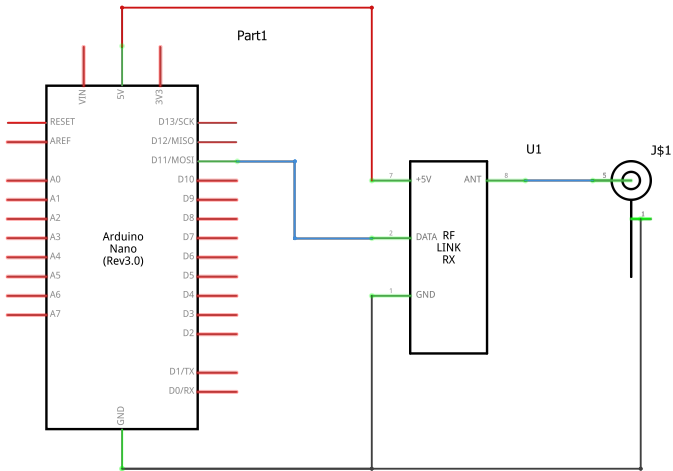 Part1
VIN
5V
3V3
RESET
D13/SCK
AREF
D12/MISO
D11/MOSI
U1
J$1
A0
D10
7
+5V
ANT
8
5
A1
D9
A2
D8
A3
D7
Arduino
Nano
(Rev3.0)
2
DATA
RF
LINK
RX
A4
D6
A5
D5
A6
D4
1
GND
A7
D3
D2
D1/TX
D0/RX
GND